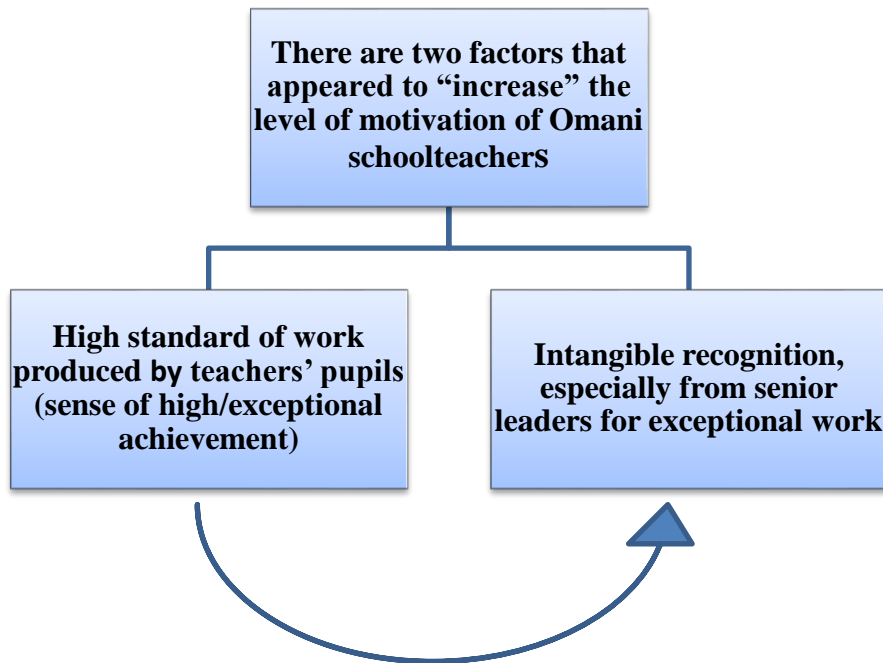 There are two factors that
appeared to “increase” the
level of motivation of Omani
schoolteachers
High standard of work
produced by teachers’ pupils
(sense of high/exceptional
achievement)
Intangible recognition,
especially from senior
leaders for exceptional work